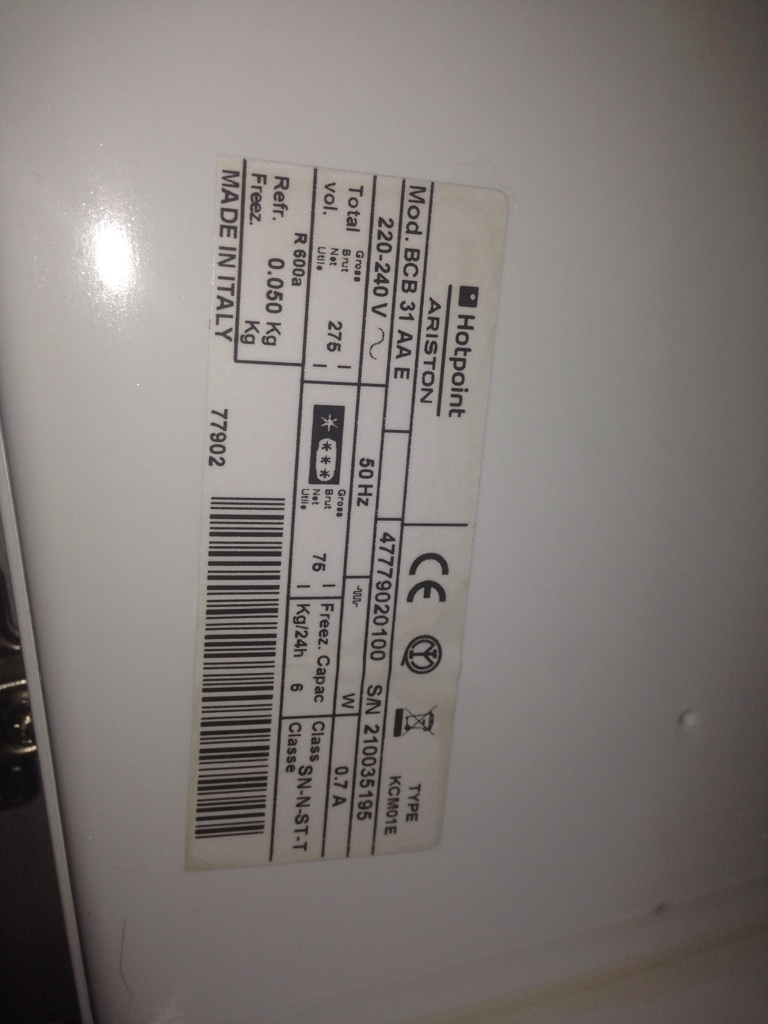 Hotpoint
ARISTON
TYPE
KCM01E
Mod. BCB 31 AA E
47779020100 S/N 210035195
220-240 V
50 Hz
W
0.7 A
Total
vol.
Gross
Brut
Net
Utile
275 l
l
Gross
Brut
Net
Utile
75 l
l
Freez. Capac
Kg/24h 6
Class
Classe
SN-N-ST-T
Refr.
Freez.
R 600a
0.050 Kg
Kg
MADE IN ITALY
77902